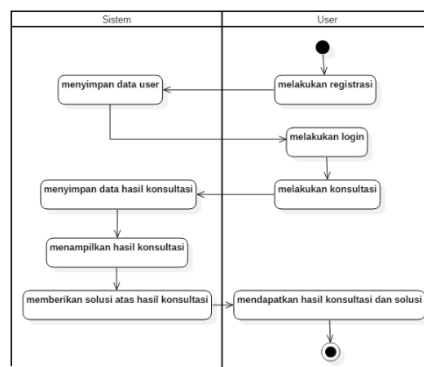 Sistem
User
melakukan registrasi
menyimpan data user
melakukan login
melakukan konsultasi
menyimpan data hasil konsultasi
menampilkan hasil konsultasi
memberikan solusi atas hasil konsultasi
mendapatkan hasil konsultasi dan solusi